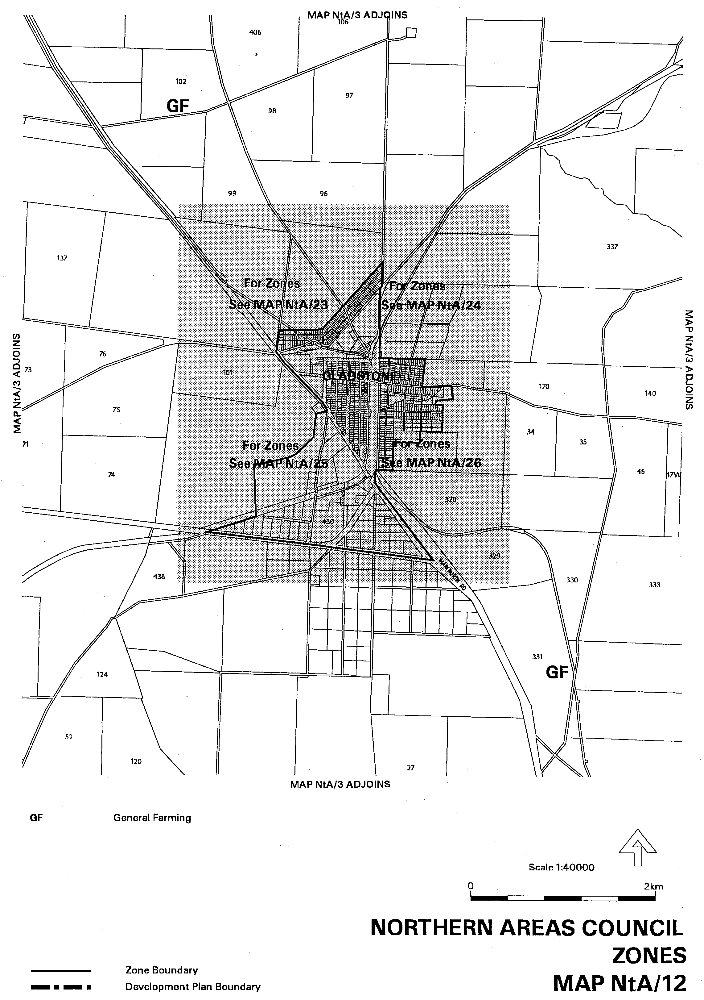 MAP NtA/3 ADJOINS
106
406
102
97
GF
98
99
96
137
337
For Zones
See MAP NtA/23
For Zones
See MAP NtA/24
MAP NtA/3 ADJOINS
MAP NtA/3 ADJOINS
76
73
101
GLADSTONE
170
140
75
34
35
71
For Zones
See MAP NtA/25
For Zones
See MAP NtA/26
74
46
47W
328
430
329
MAIN NORTH RD
438
330
333
331
GF
124
52
120
27
MAP NtA/3 ADJOINS
GF General Farming
Scale 1:40000
0 2km
NORTHERN AREAS COUNCIL
ZONES
MAP NtA/12
Zone Boundary
Development Plan Boundary